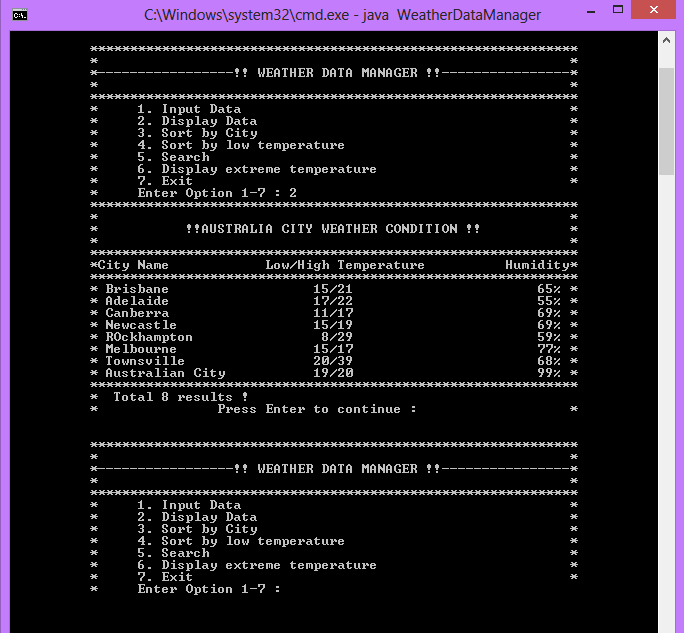 C:\Windows\system32\cmd.exe - java  WeatherDataManager
*************************************************************
*                                                           *
*-----------------!! WEATHER DATA MANAGER !!----------------*
*                                                           *
*************************************************************
*     1. Input Data                                         *
*     2. Display Data                                       *
*     3. Sort by City                                       *
*     4. Sort by low temperature                            *
*     5. Search                                             *
*     6. Display extreme temperature                        *
*     7. Exit                                               *
*     Enter Option 1-7 : 2
*************************************************************
*                                                           *
*           !!AUSTRALIA CITY WEATHER CONDITION !!           *
*                                                           *
*************************************************************
*City Name            Low/High Temperature          Humidity*
*************************************************************
* Brisbane                  15/21                       65% *
* Adelaide                  17/22                       55% *
* Canberra                  11/17                       69% *
* Newcastle                 15/19                       69% *
* ROckhampton                8/29                       59% *
* Melbourne                 15/17                       77% *
* Townsville                20/39                       68% *
* Australian City           19/20                       99% *
*************************************************************
*  Total 8 results !
*               Press Enter to continue :                   *
*************************************************************
*                                                           *
*-----------------!! WEATHER DATA MANAGER !!----------------*
*                                                           *
*************************************************************
*     1. Input Data                                         *
*     2. Display Data                                       *
*     3. Sort by City                                       *
*     4. Sort by low temperature                            *
*     5. Search                                             *
*     6. Display extreme temperature                        *
*     7. Exit                                               *
*     Enter Option 1-7 :